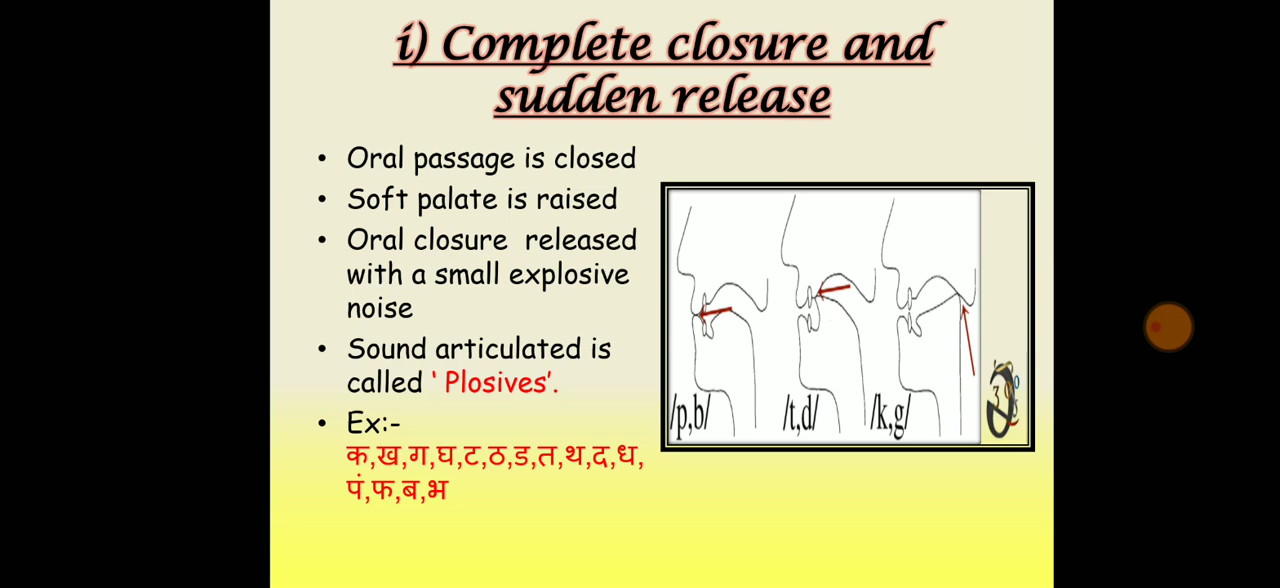 i) Complete closure and
sudden release
• Oral passage is closed
• Soft palate is raised
• Oral closure released
with a small explosive
noise
• Sound articulated is
called ‘ Plosives’.
• Ex:-
क,ख,ग,घ,ट,ठ,ड,त,थ,द,ध,
पं,फ,ब,भ
/p,b/ /t,d/ /k,g/